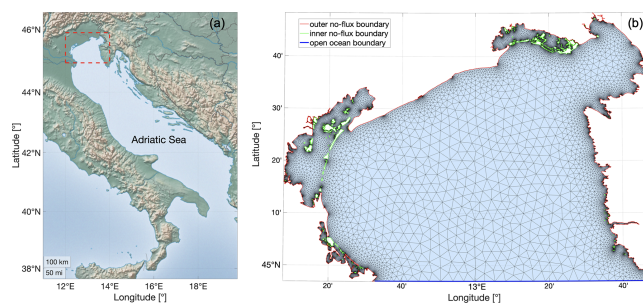 (a)
46°N
44°N
42°N
40°N
38°N
Latitude [°]
Adriatic Sea
100 km
50 mi
12°E
14°E
16°E
18°E
Longitude [°]
(b)
outer no-flux boundary
inner no-flux boundary
open ocean boundary
40'
30'
20'
10'
45°N
Latitude [°]
20'
40'
13°E
20'
40'
Longitude [°]